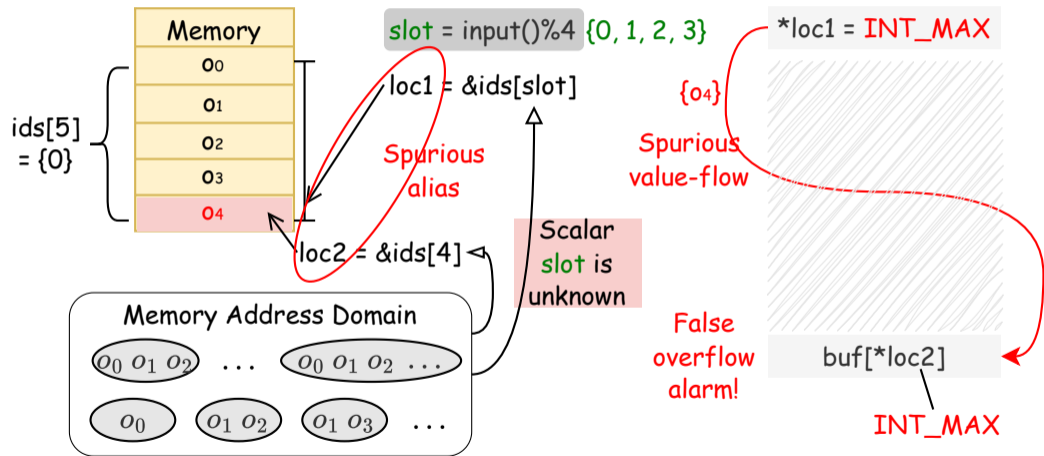 Memory
o0
o1
o2
o3
o4
ids[5]
= {0}
slot = input()%4 {0, 1, 2, 3}
loc1 = &ids[slot]
Spurious
alias
loc2 = &ids[4]
Scalar
slot is
unknown
Memory Address Domain
o0 o1 o2 ... o0 o1 o2 ...
o0 o1 o2 o1 o3 ...
*loc1 = INT_MAX
{o4}
Spurious
value-flow
False
overflow
alarm!
buf[*loc2]
INT_MAX